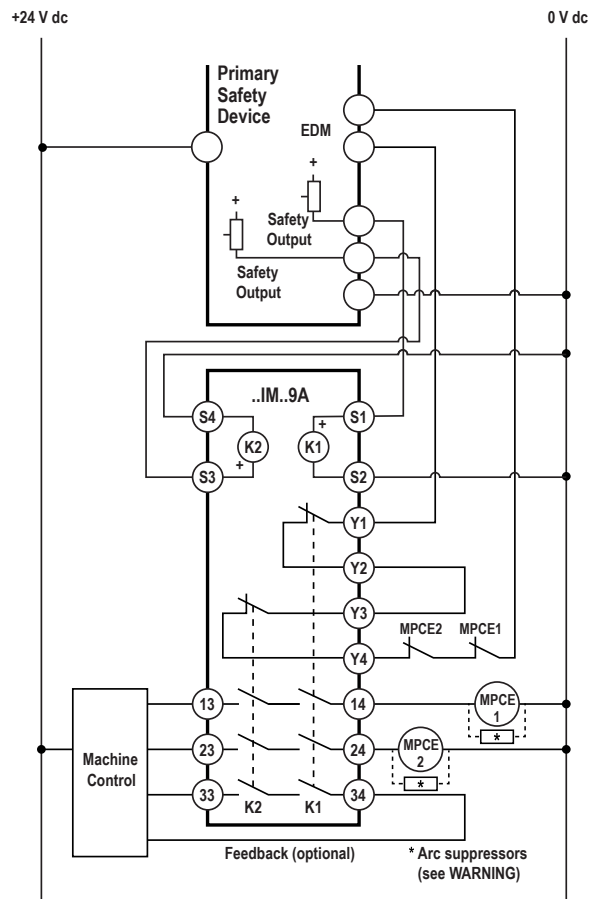 +24 V dc
0 V dc
Primary
Safety
Device
EDM
+
+
Safety
Output
Safety
Output
..IM..9A
S4
S1
K2
+
K1
+
S3
S2
Y1
Y2
Y3
MPCE2
MPCE1
Y4
13
14
MPCE
1
*
Machine
Control
23
24
MPCE
2
*
33
K2
K1
34
Feedback (optional)
* Arc suppressors
(see WARNING)